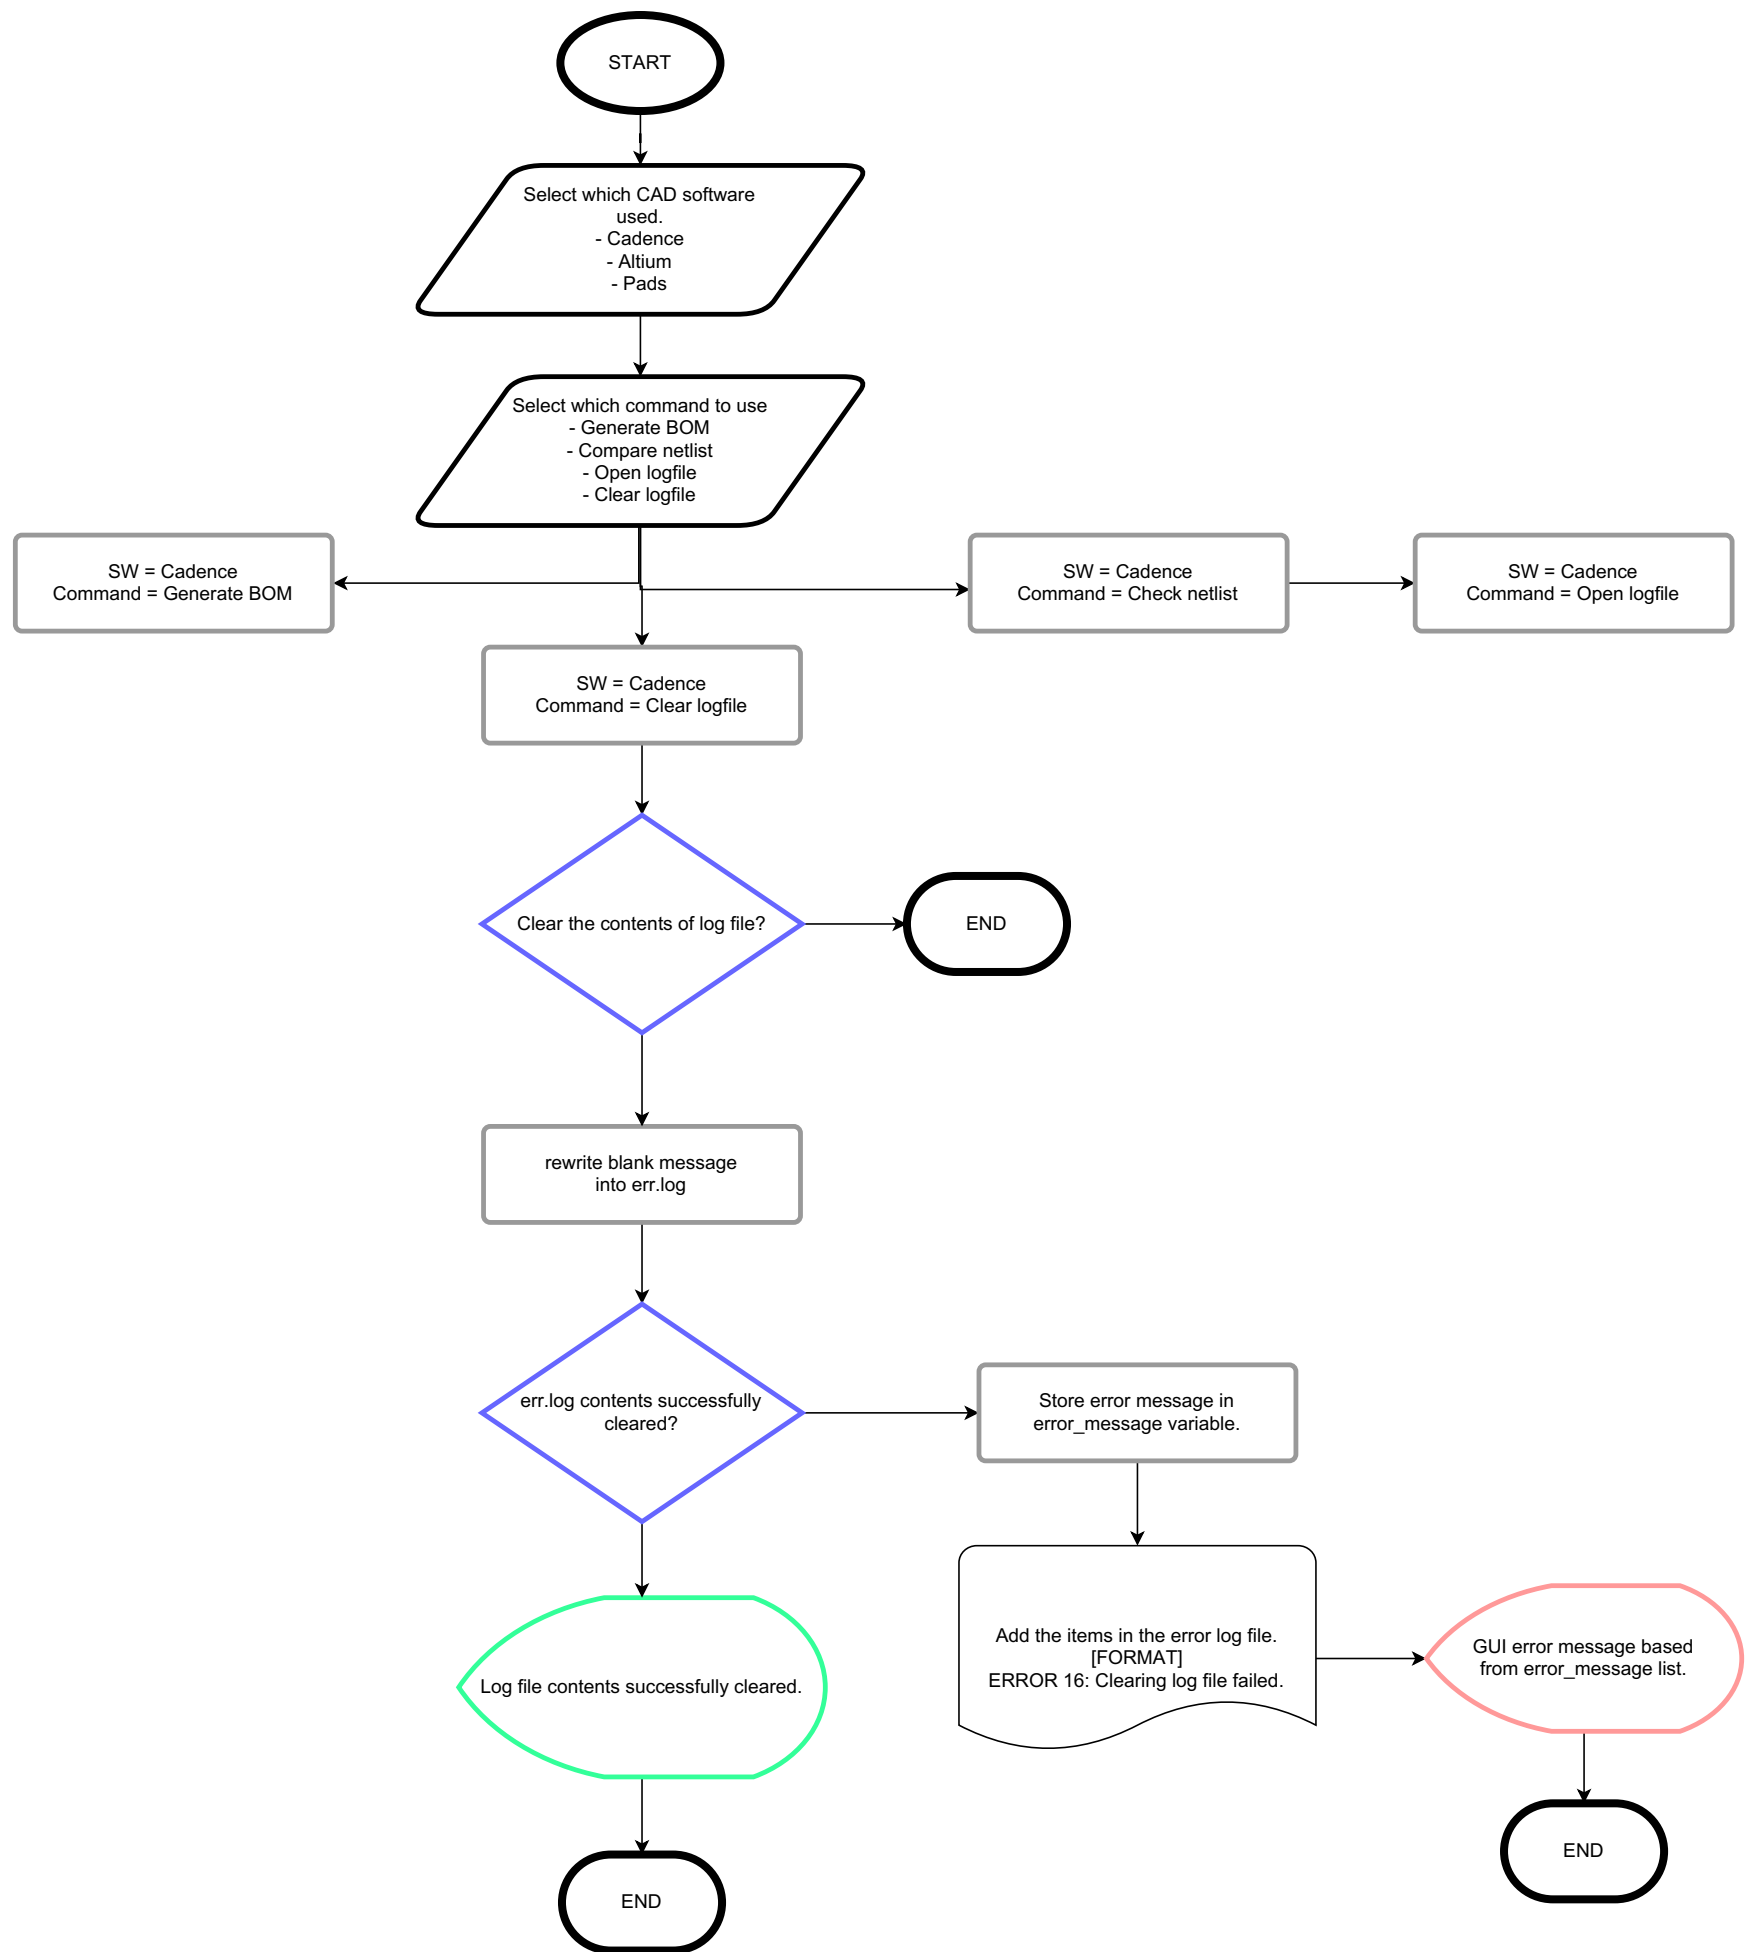 START
Select which CAD software
used.
- Cadence
- Altium
- Pads
Select which command to use
- Generate BOM
- Compare netlist
- Open logfile
- Clear logfile
SW = Cadence
Command = Generate BOM
SW = Cadence
Command = Check netlist
SW = Cadence
Command = Open logfile
SW = Cadence
Command = Clear logfile
Clear the contents of log file?
END
rewrite blank message
into err.log
err.log contents successfully
cleared?
Store error message in
error_message variable.
Add the items in the error log file.
[FORMAT]
ERROR 16: Clearing log file failed.
GUI error message based
from error_message list.
Log file contents successfully cleared.
END
END